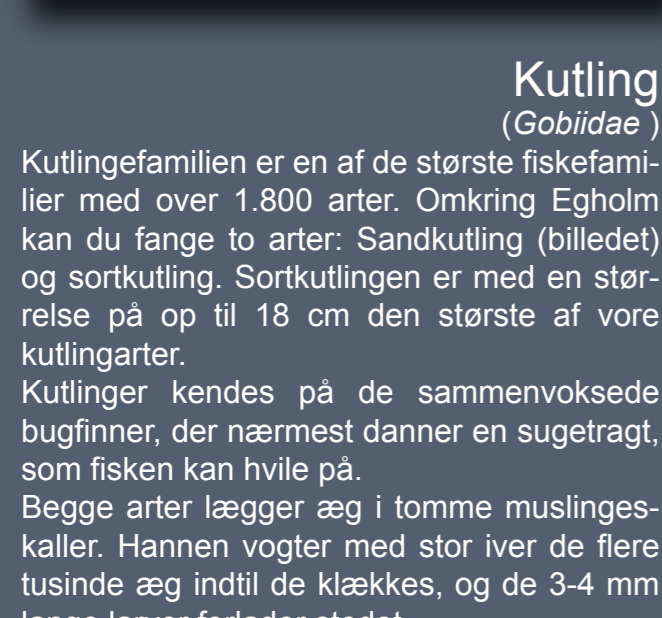 Kutling
(Gobiidae )
Kutlingefamilien er en af de største fiskefami-
lier med over 1.800 arter. Omkring Egholm
kan du fange to arter: Sandkutling (billedet)
og sortkutling. Sortkutlingen er med en stør-
relse på op til 18 cm den største af vore
kutlingarter.
Kutlinger kendes på de sammenvoksede
bugfinner, der nærmest danner en sugetragt,
som fisken kan hvile på.
Begge arter lægger æg i tomme muslinges-
kaller. Hannen vogter med stor iver de flere
tusinde æg indtil de klækkes, og de 3-4 mm
lange larver forlader stedet.